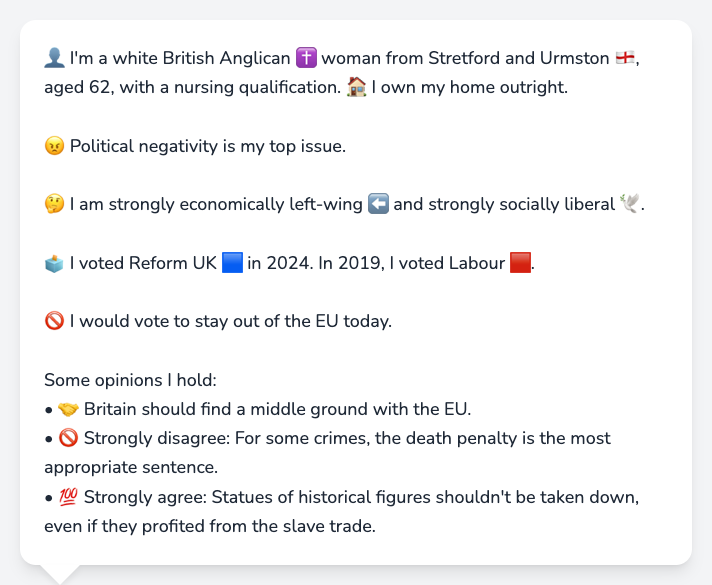 👤 I'm a white British Anglican ✝️ woman from Stretford and Urmston 🏴󠁧󠁢󠁥󠁮󠁧󠁿,
aged 62, with a nursing qualification. 🏠 I own my home outright.
😠 Political negativity is my top issue.
🤔 I am strongly economically left-wing ⬅️ and strongly socially liberal 🕊️.
🗳️ I voted Reform UK 🟦 in 2024. In 2019, I voted Labour 🟥.
🚫 I would vote to stay out of the EU today.
Some opinions I hold:
• 🤝 Britain should find a middle ground with the EU.
• 🚫 Strongly disagree: For some crimes, the death penalty is the most
appropriate sentence.
• 💯 Strongly agree: Statues of historical figures shouldn't be taken down,
even if they profited from the slave trade.